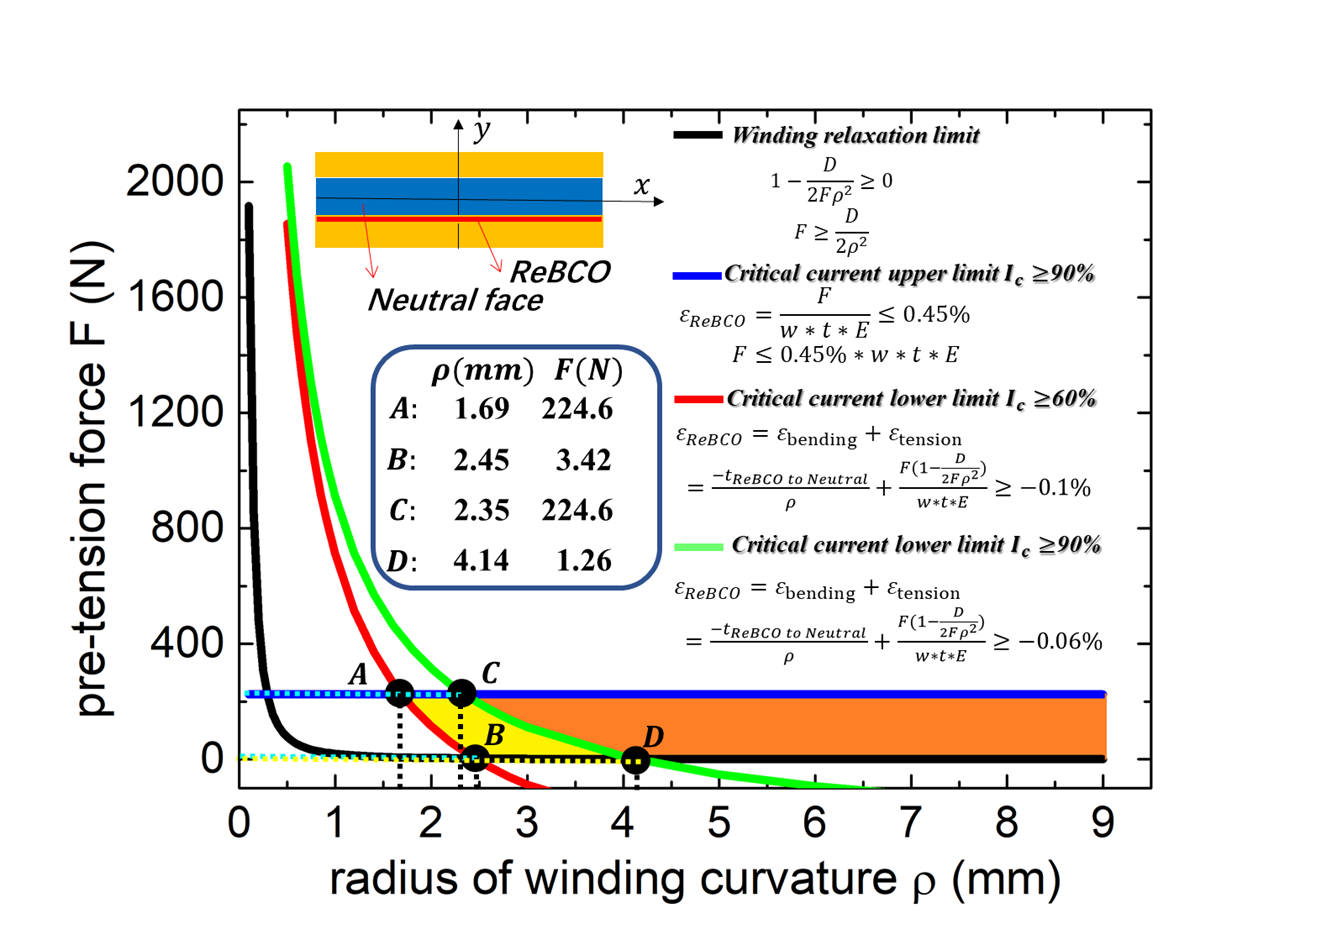 pre-tension force F (N)
2000
1600
1200
800
400
0
0 1 2 3 4 5 6 7 8 9
radius of winding curvature ρ (mm)
y
x
ReBCO
Neutral face
ρ(mm) F(N)
A: 1.69 224.6
B: 2.45 3.42
C: 2.35 224.6
D: 4.14 1.26
A
C
B
D
Winding relaxation limit
1 − D/2Fρ² ≥ 0
F ≥ D/2ρ²
Critical current upper limit I_c ≥90%
ε_ReBCO = F/(w * t * E) ≤ 0.45%
F ≤ 0.45% * w * t * E
Critical current lower limit I_c ≥60%
ε_ReBCO = ε_bending + ε_tension
= −t_ReBCO to Neutral/ρ + F(1−D/2Fρ²)/(w*t*E) ≥ −0.1%
Critical current lower limit I_c ≥90%
ε_ReBCO = ε_bending + ε_tension
= −t_ReBCO to Neutral/ρ + F(1−D/2Fρ²)/(w*t*E) ≥ −0.06%